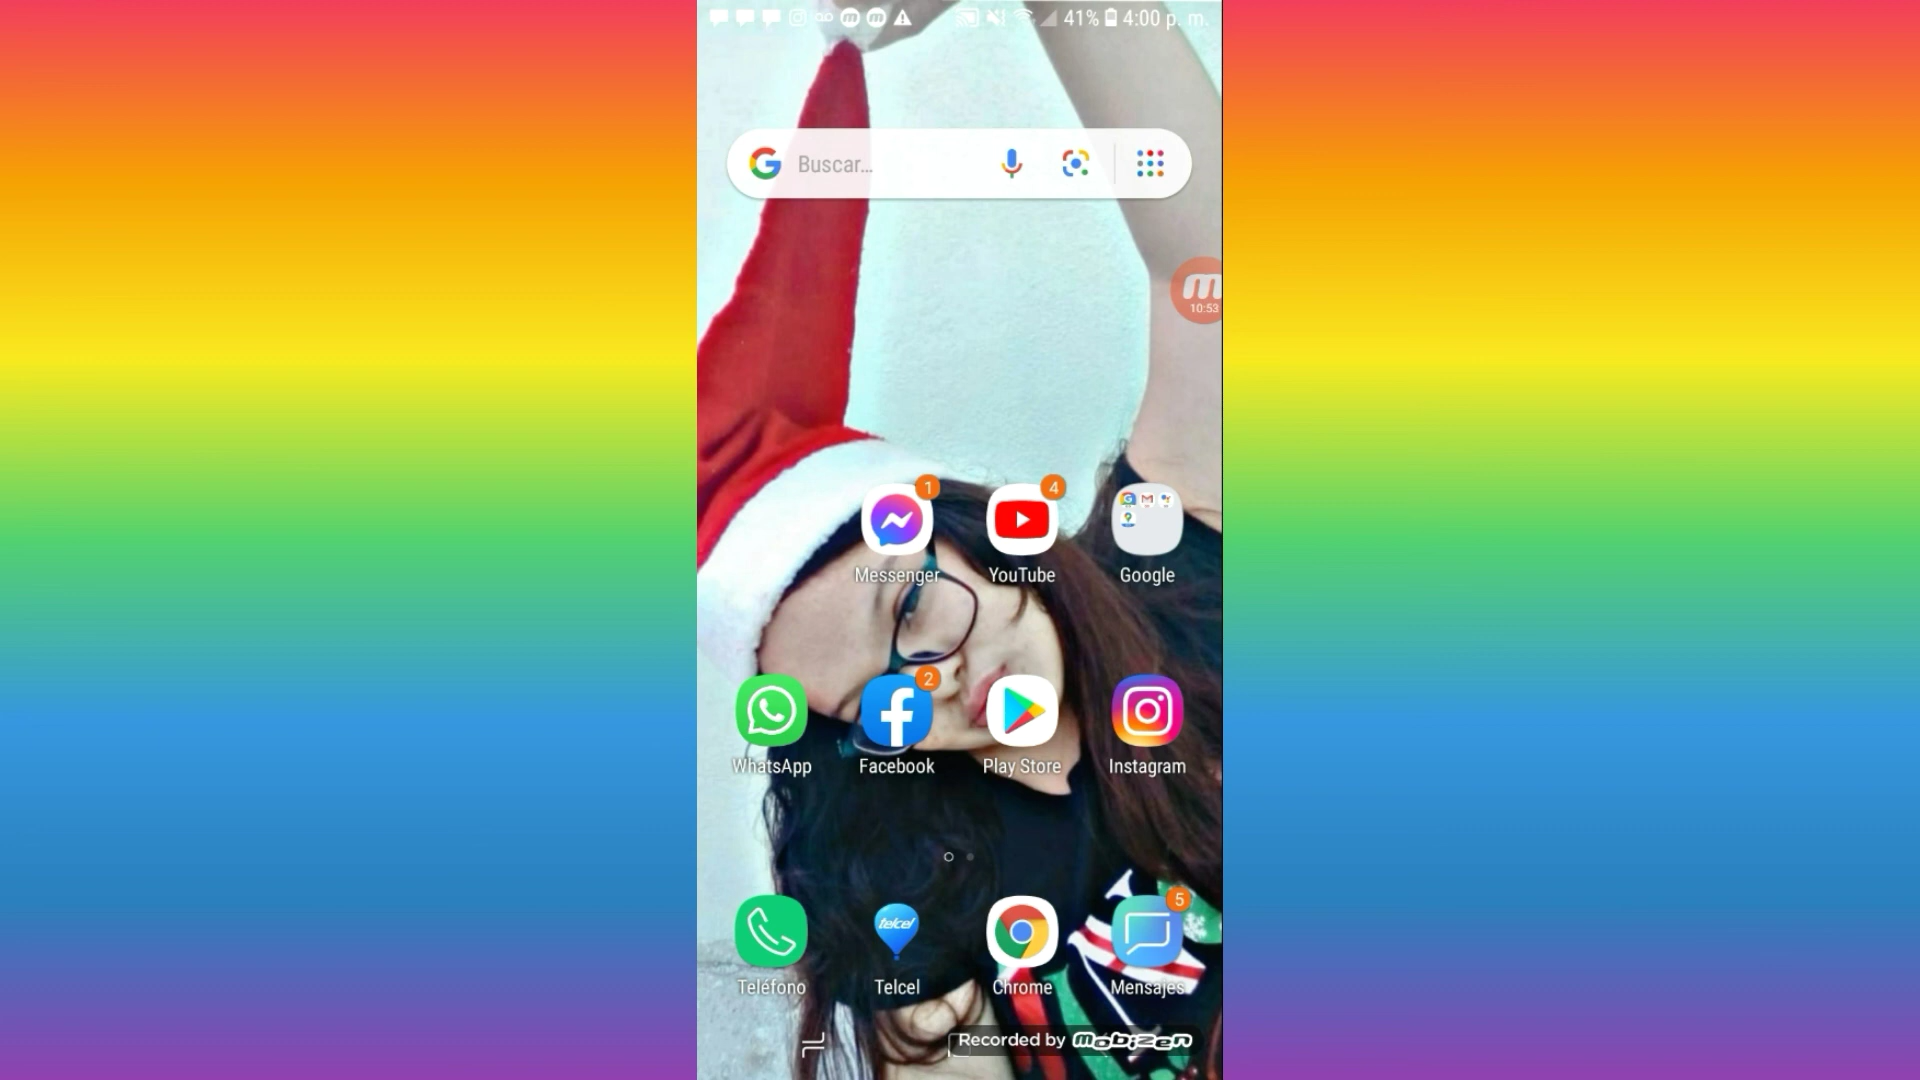 41% 4:00 p. m.
Buscar...
10:53
1
4
Messenger
YouTube
Google
2
WhatsApp
Facebook
Play Store
Instagram
telcel
5
Teléfono
Telcel
Chrome
Mensajes
Recorded by mobizen